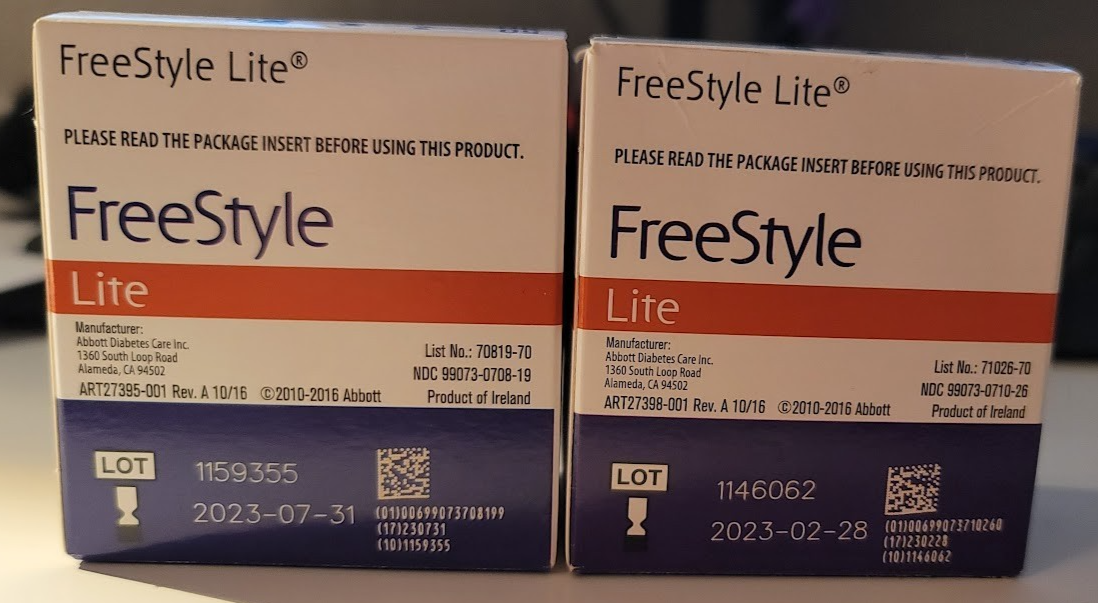 FreeStyle Lite®
PLEASE READ THE PACKAGE INSERT BEFORE USING THIS PRODUCT.
FreeStyle
Lite
Manufacturer:
Abbott Diabetes Care Inc.
1360 South Loop Road
Alameda, CA 94502
ART27395-001 Rev. A 10/16 ©2010-2016 Abbott
List No.: 70819-70
NDC 99073-0708-19
Product of Ireland
LOT
1159355
2023-07-31
(01)00699073708199
(17)230731
(10)1159355
FreeStyle Lite®
PLEASE READ THE PACKAGE INSERT BEFORE USING THIS PRODUCT.
FreeStyle
Lite
Manufacturer:
Abbott Diabetes Care Inc.
1360 South Loop Road
Alameda, CA 94502
ART27398-001 Rev. A 10/16 ©2010-2016 Abbott
List No.: 71026-70
NDC 99073-0710-26
Product of Ireland
LOT
1146062
2023-02-28
(01)00699073710260
(17)230228
(10)1146062